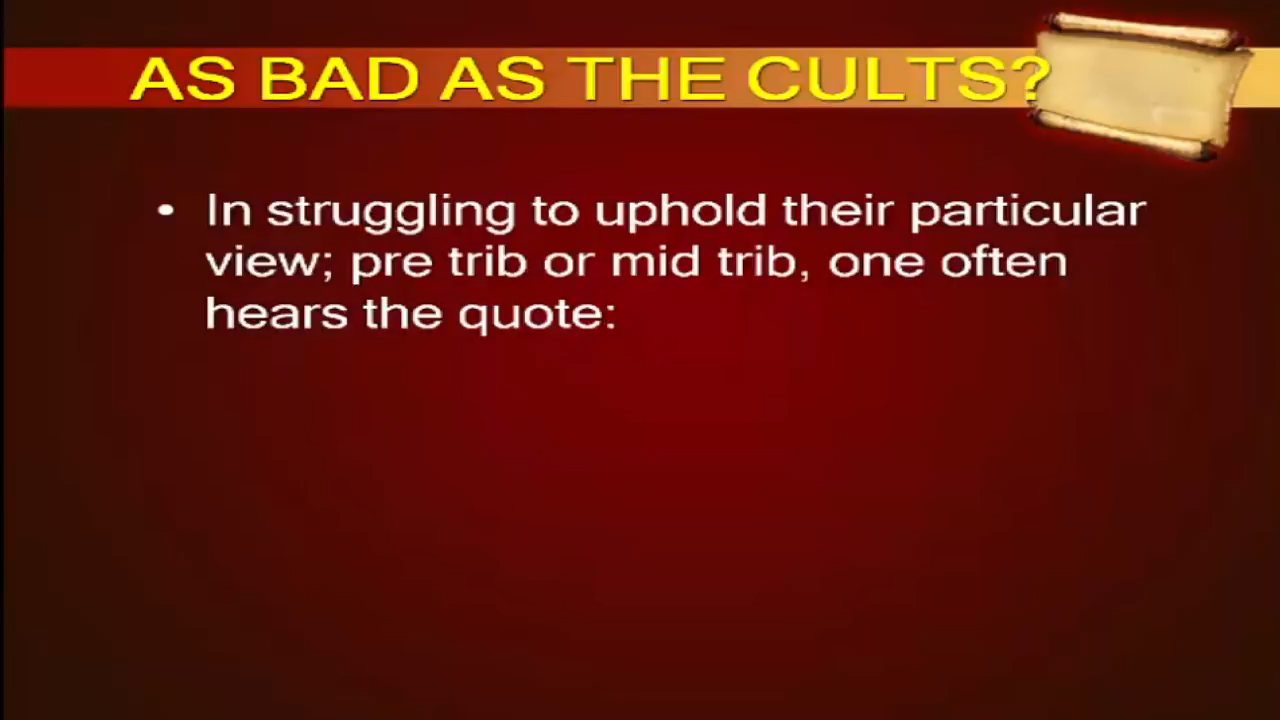 AS BAD AS THE CULTS?
• In struggling to uphold their particular
view; pre trib or mid trib, one often
hears the quote: